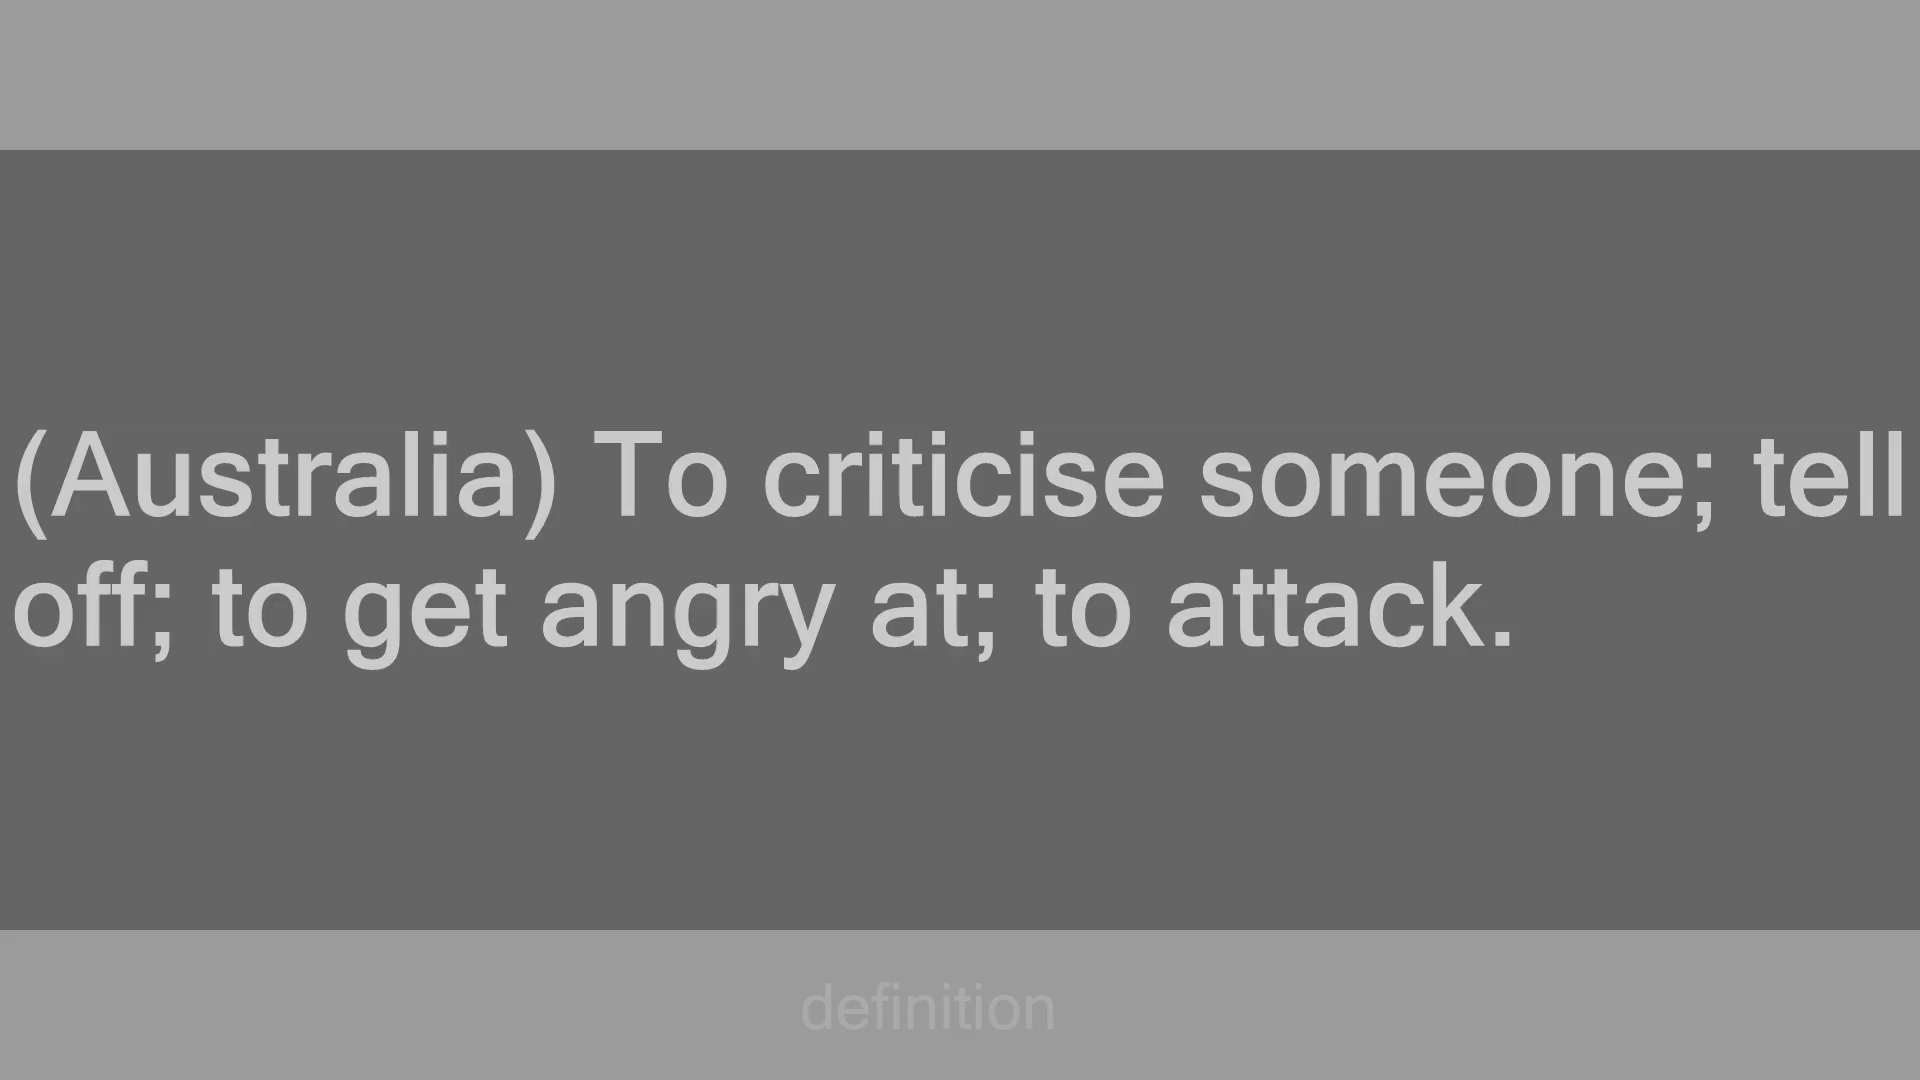 (Australia) To criticise someone; tell
off; to get angry at; to attack.
definition